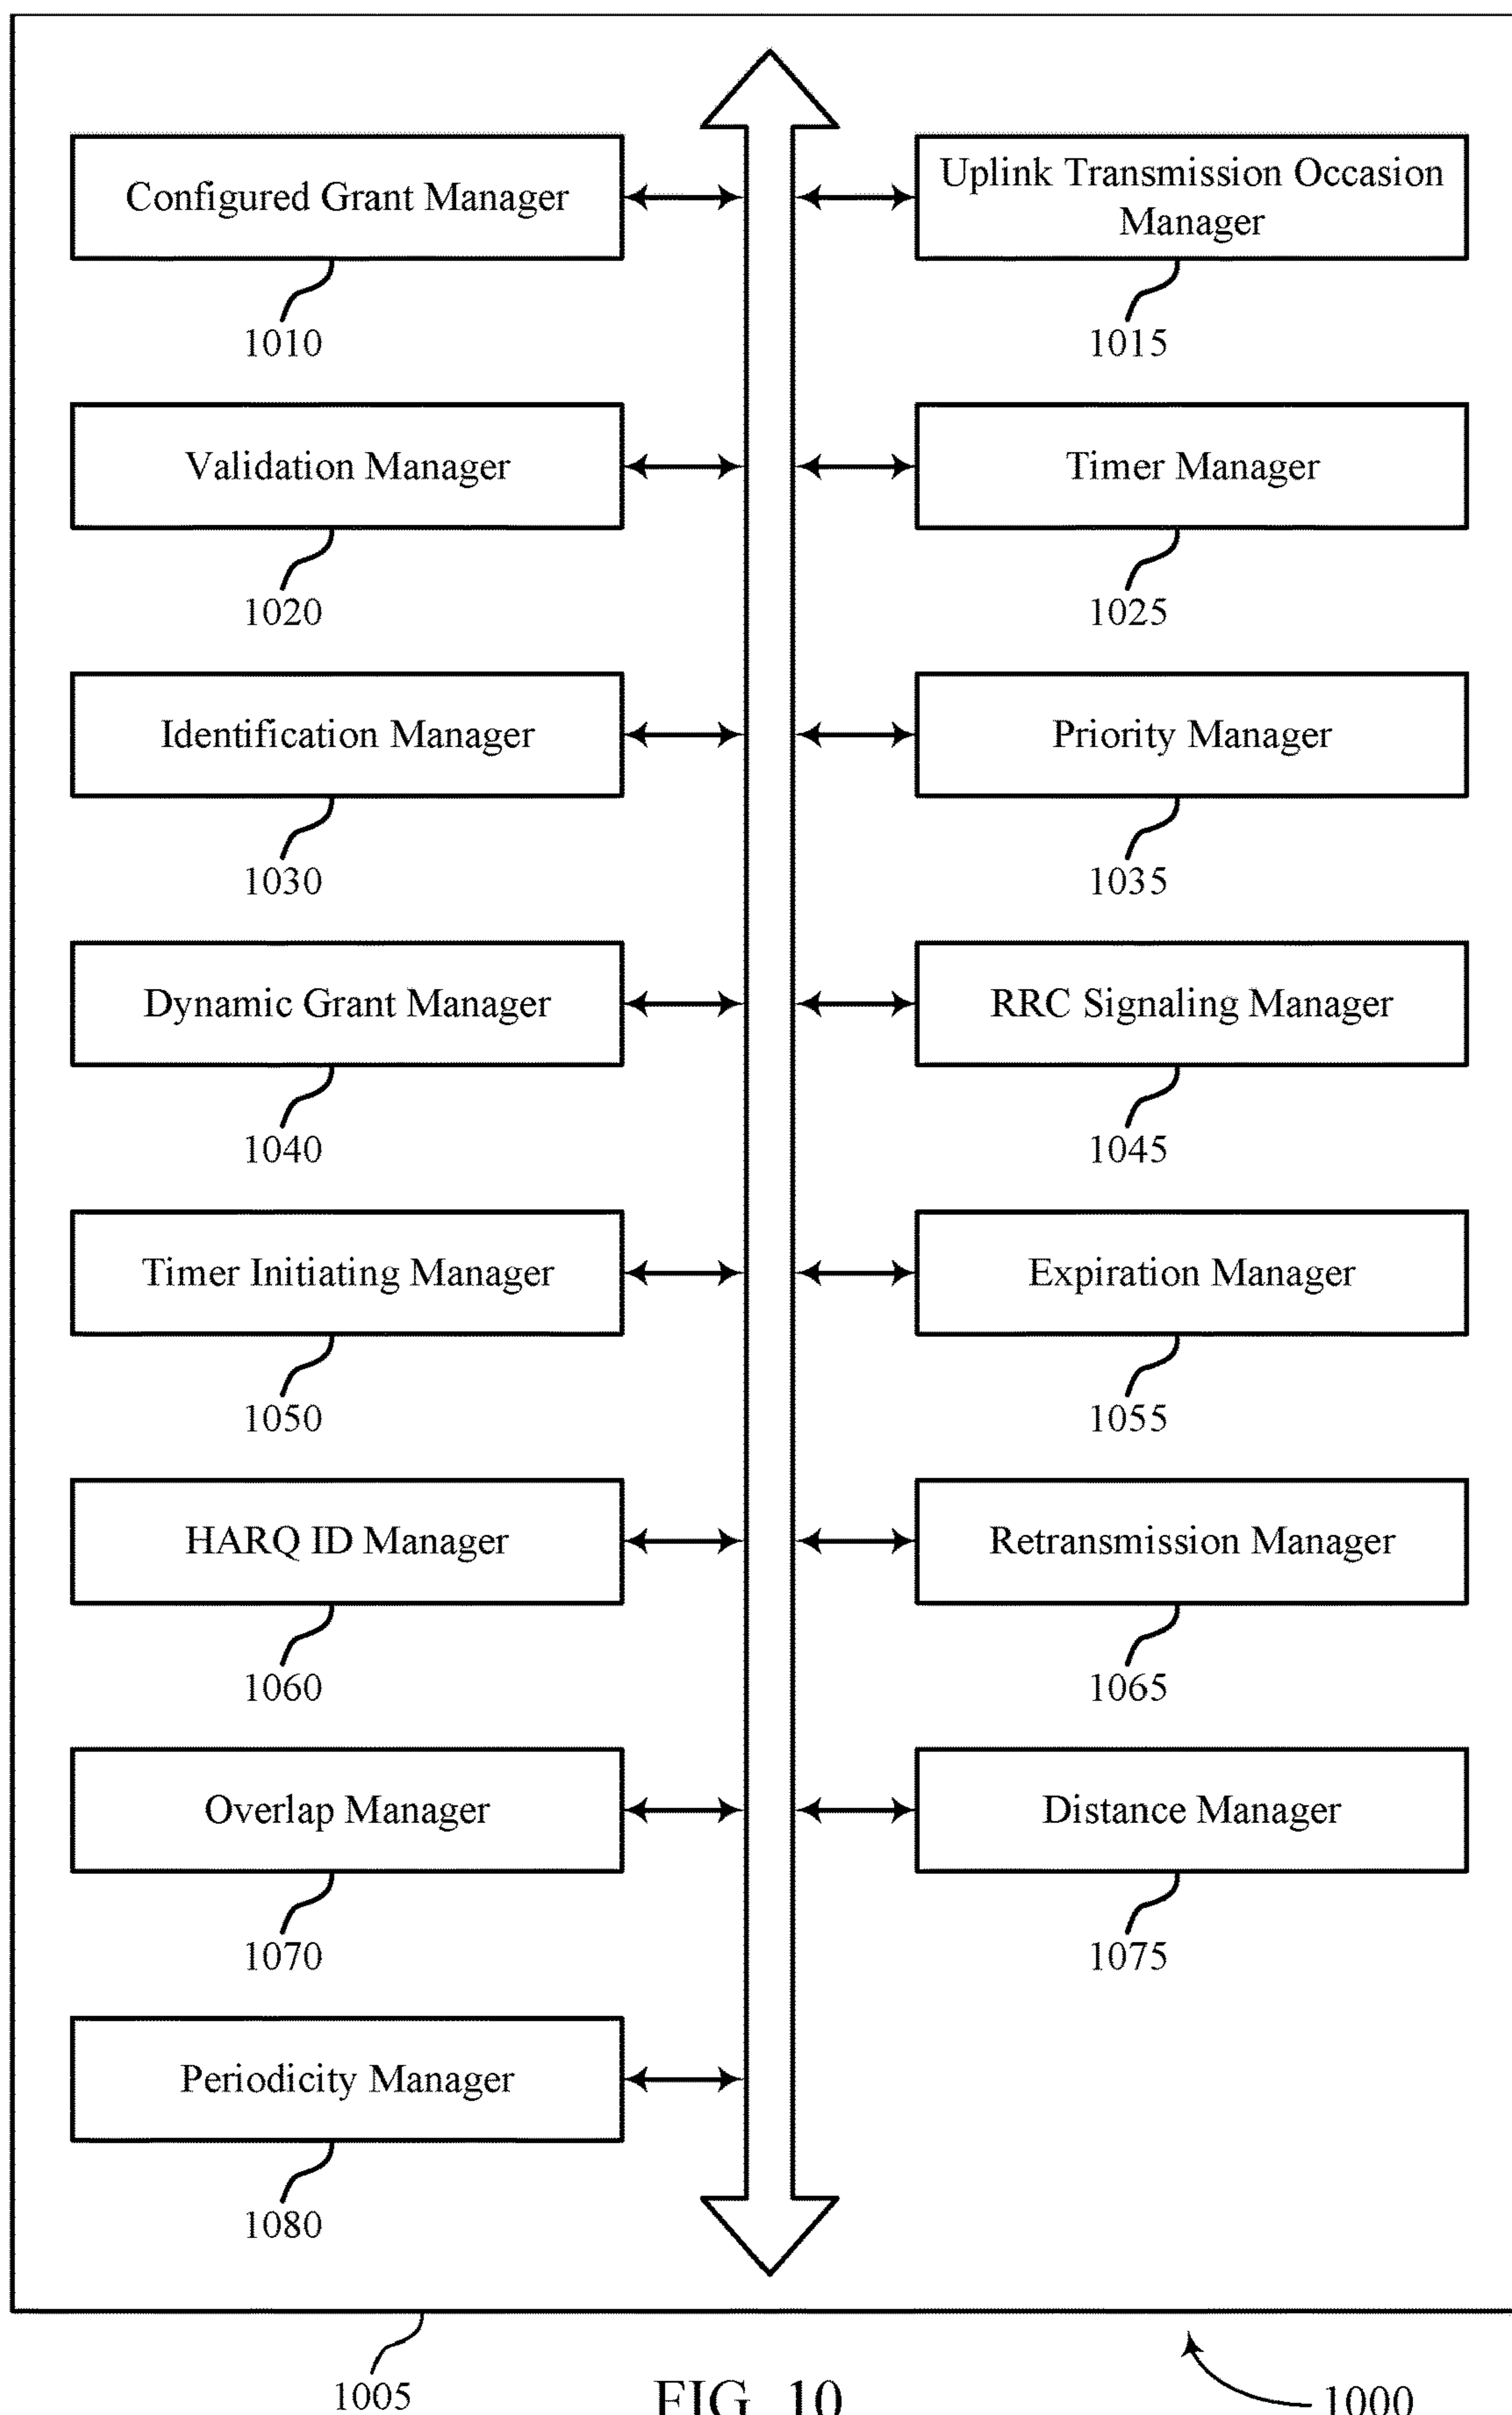 Configured Grant Manager
1010
Uplink Transmission Occasion
Manager
1015
Validation Manager
1020
Timer Manager
1025
Identification Manager
1030
Priority Manager
1035
Dynamic Grant Manager
1040
RRC Signaling Manager
1045
Timer Initiating Manager
1050
Expiration Manager
1055
HARQ ID Manager
1060
Retransmission Manager
1065
Overlap Manager
1070
Distance Manager
1075
Periodicity Manager
1080
1005
FIG. 10
1000